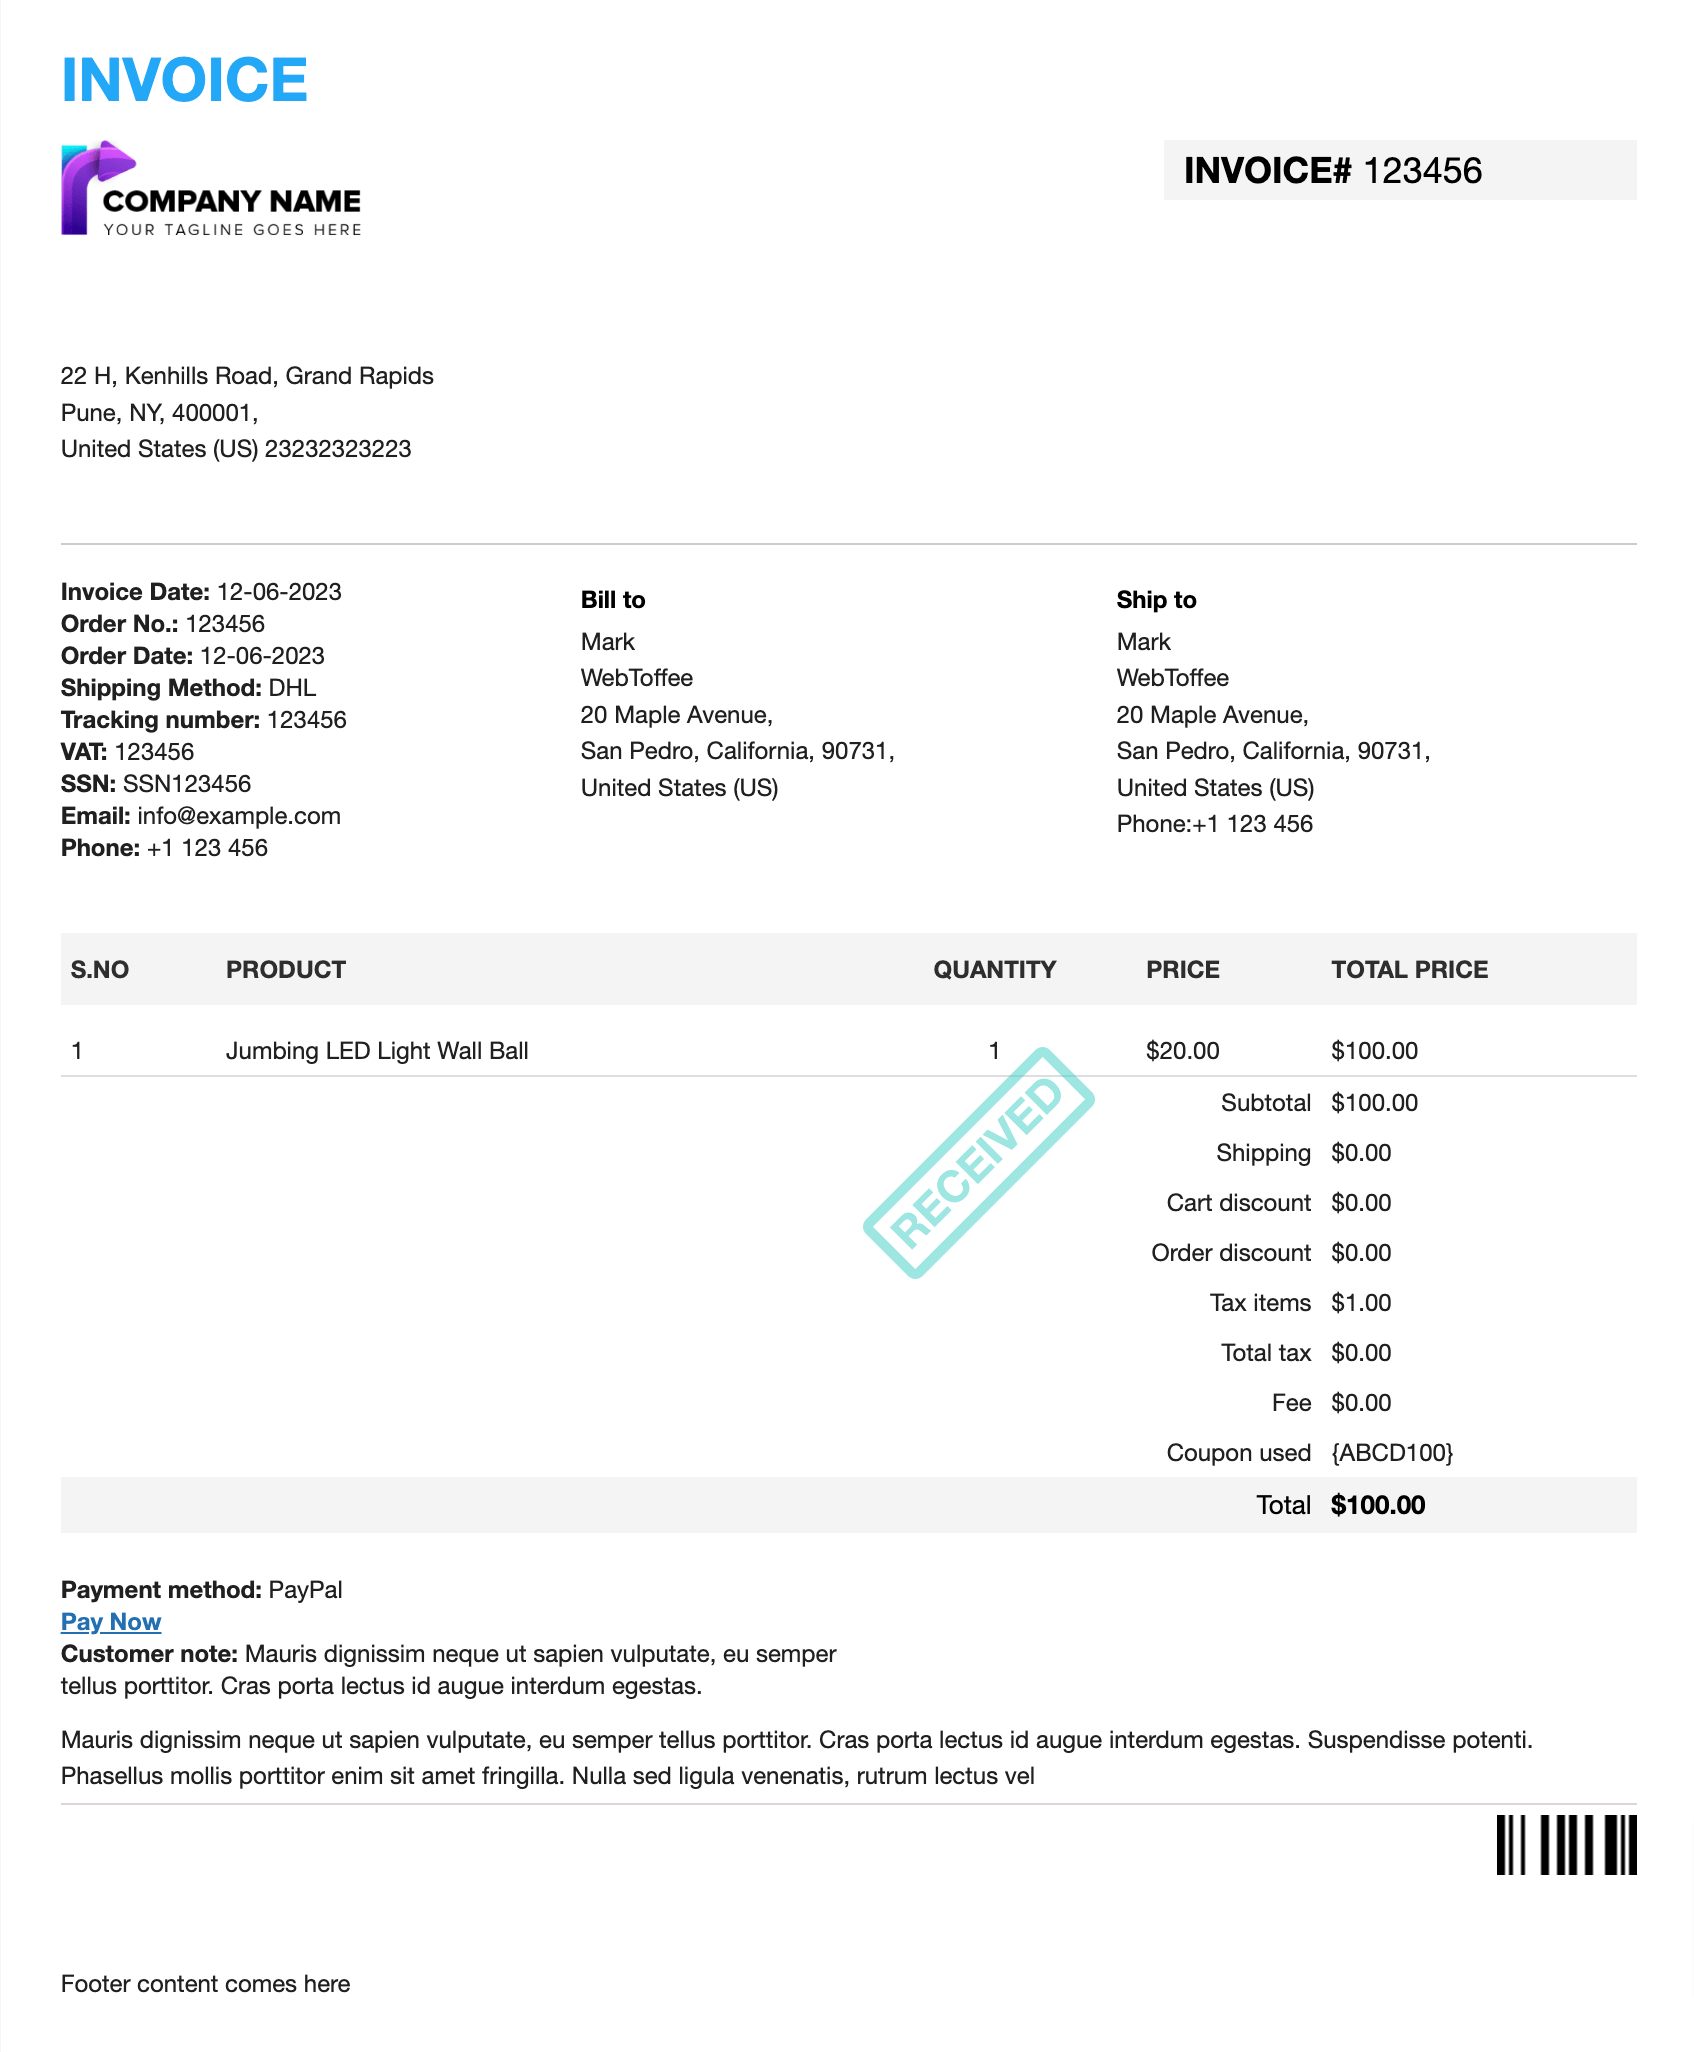 INVOICE
COMPANY NAME
YOUR TAGLINE GOES HERE
INVOICE# 123456
22 H, Kenhills Road, Grand Rapids
Pune, NY, 400001,
United States (US) 23232323223
Invoice Date: 12-06-2023
Order No.: 123456
Order Date: 12-06-2023
Shipping Method: DHL
Tracking number: 123456
VAT: 123456
SSN: SSN123456
Email: info@example.com
Phone: +1 123 456
Bill to
Mark
WebToffee
20 Maple Avenue,
San Pedro, California, 90731,
United States (US)
Ship to
Mark
WebToffee
20 Maple Avenue,
San Pedro, California, 90731,
United States (US)
Phone:+1 123 456
S.NO PRODUCT QUANTITY PRICE TOTAL PRICE
1 Jumbing LED Light Wall Ball 1 $20.00 $100.00
RECEIVED
Subtotal $100.00
Shipping $0.00
Cart discount $0.00
Order discount $0.00
Tax items $1.00
Total tax $0.00
Fee $0.00
Coupon used {ABCD100}
Total $100.00
Payment method: PayPal
Pay Now
Customer note: Mauris dignissim neque ut sapien vulputate, eu semper
tellus porttitor. Cras porta lectus id augue interdum egestas.
Mauris dignissim neque ut sapien vulputate, eu semper tellus porttitor. Cras porta lectus id augue interdum egestas. Suspendisse potenti.
Phasellus mollis porttitor enim sit amet fringilla. Nulla sed ligula venenatis, rutrum lectus vel
Footer content comes here